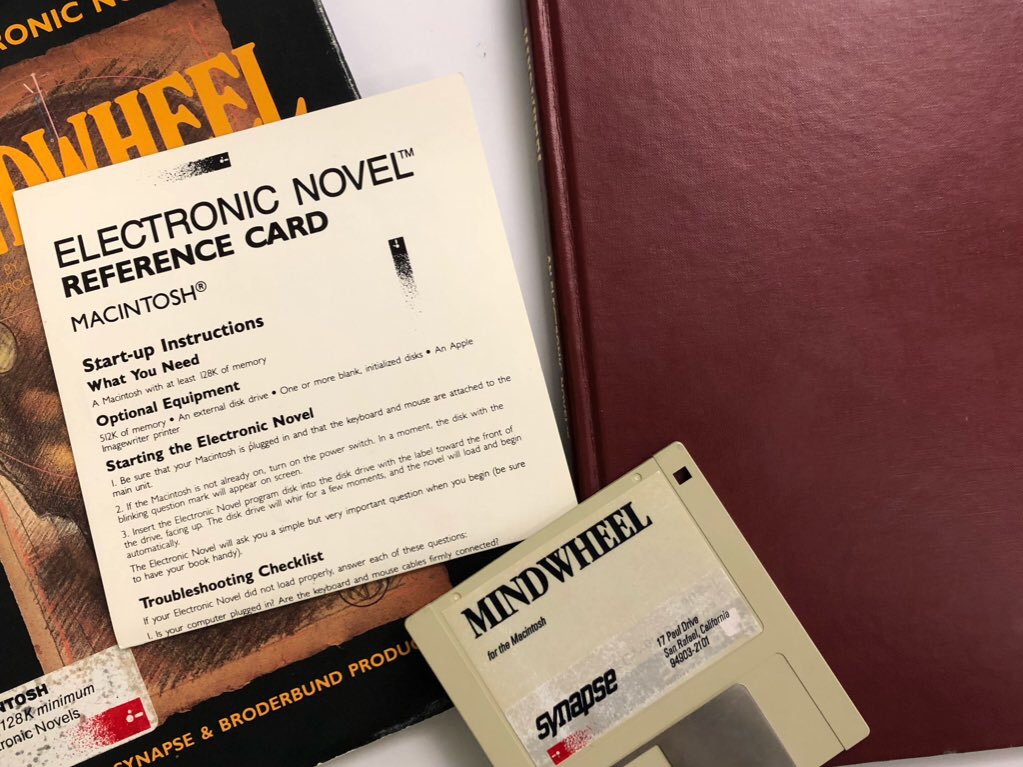 RONIC NO
DWHEEL
BY
PROG
ELECTRONIC NOVEL™
REFERENCE CARD
MACINTOSH®
Start-up Instructions
What You Need
A Macintosh with at least 128K of memory
Optional Equipment
512K of memory • An external disk drive • One or more blank, initialized disks • An Apple
Imagewriter printer
Starting the Electronic Novel
1. Be sure that your Macintosh is plugged in and that the keyboard and mouse are attached to the
main unit.
2. If the Macintosh is not already on, turn on the power switch. In a moment, the disk with the
blinking question mark will appear on screen.
3. Insert the Electronic Novel program disk into the disk drive with the label toward the front of
the drive, facing up. The disk drive will whir for a few moments, and the novel will load and begin
automatically.
The Electronic Novel will ask you a simple but very important question when you begin (be sure
to have your book handy).
Troubleshooting Checklist
If your Electronic Novel did not load properly, answer each of these questions:
1. Is your computer plugged in? Are the keyboard and mouse cables firmly connected?
NTOSH
128K minimum
tronic Novels
SYNAPSE & BRODERBUND PRODUC
MINDWHEEL
for the Macintosh
17 Paul Drive
San Rafael, California
94903-2101
synapse